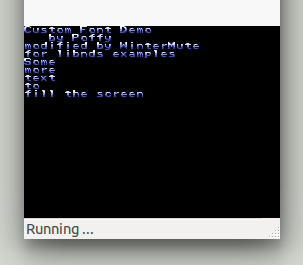 Custom Font Demo
by Poffy
modified by WinterMute
for libnds examples
Some
more
text
to
fill the screen
Running ...